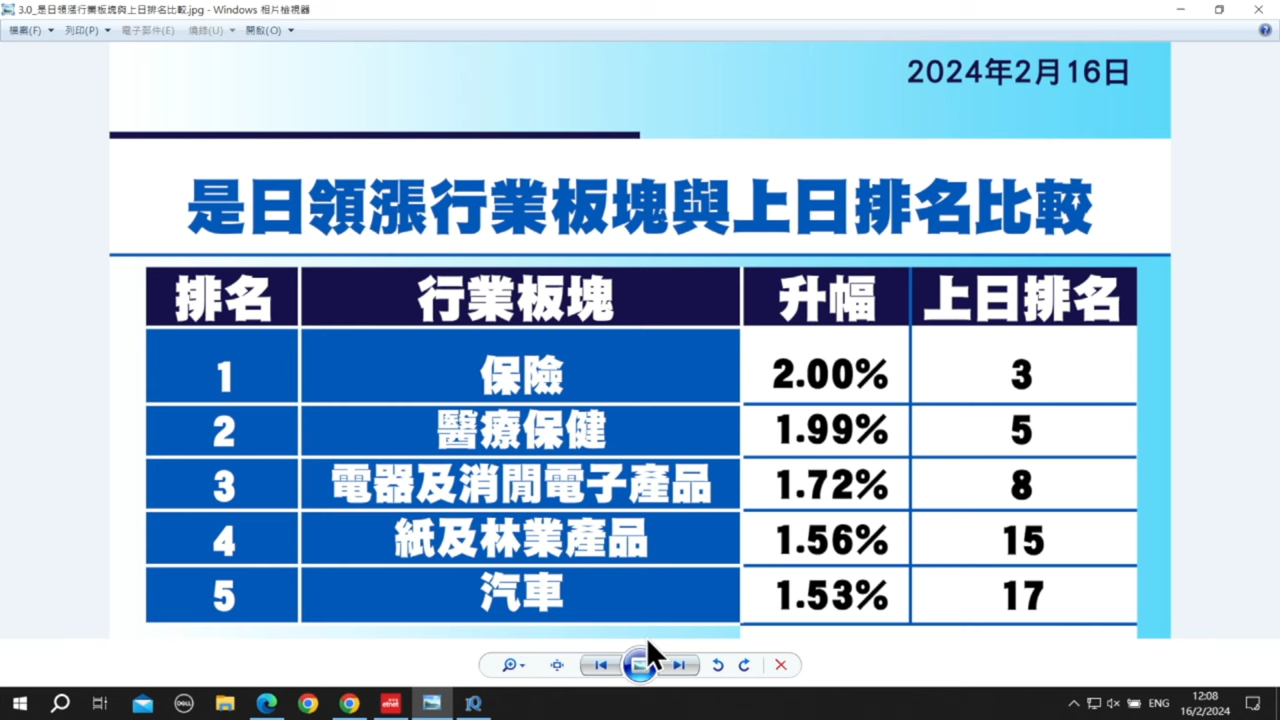 3.0_是日領漲行業板塊與上日排名比較.jpg - Windows 相片檢視器
檔案(F) 列印(P) 電子郵件(E) 燒錄(U) 開啟(O)
2024年2月16日
是日領漲行業板塊與上日排名比較
排名 行業板塊 升幅 上日排名
1 保險 2.00% 3
2 醫療保健 1.99% 5
3 電器及消閒電子產品 1.72% 8
4 紙及林業產品 1.56% 15
5 汽車 1.53% 17
DELL etnet IQ ENG 12:08
16/2/2024